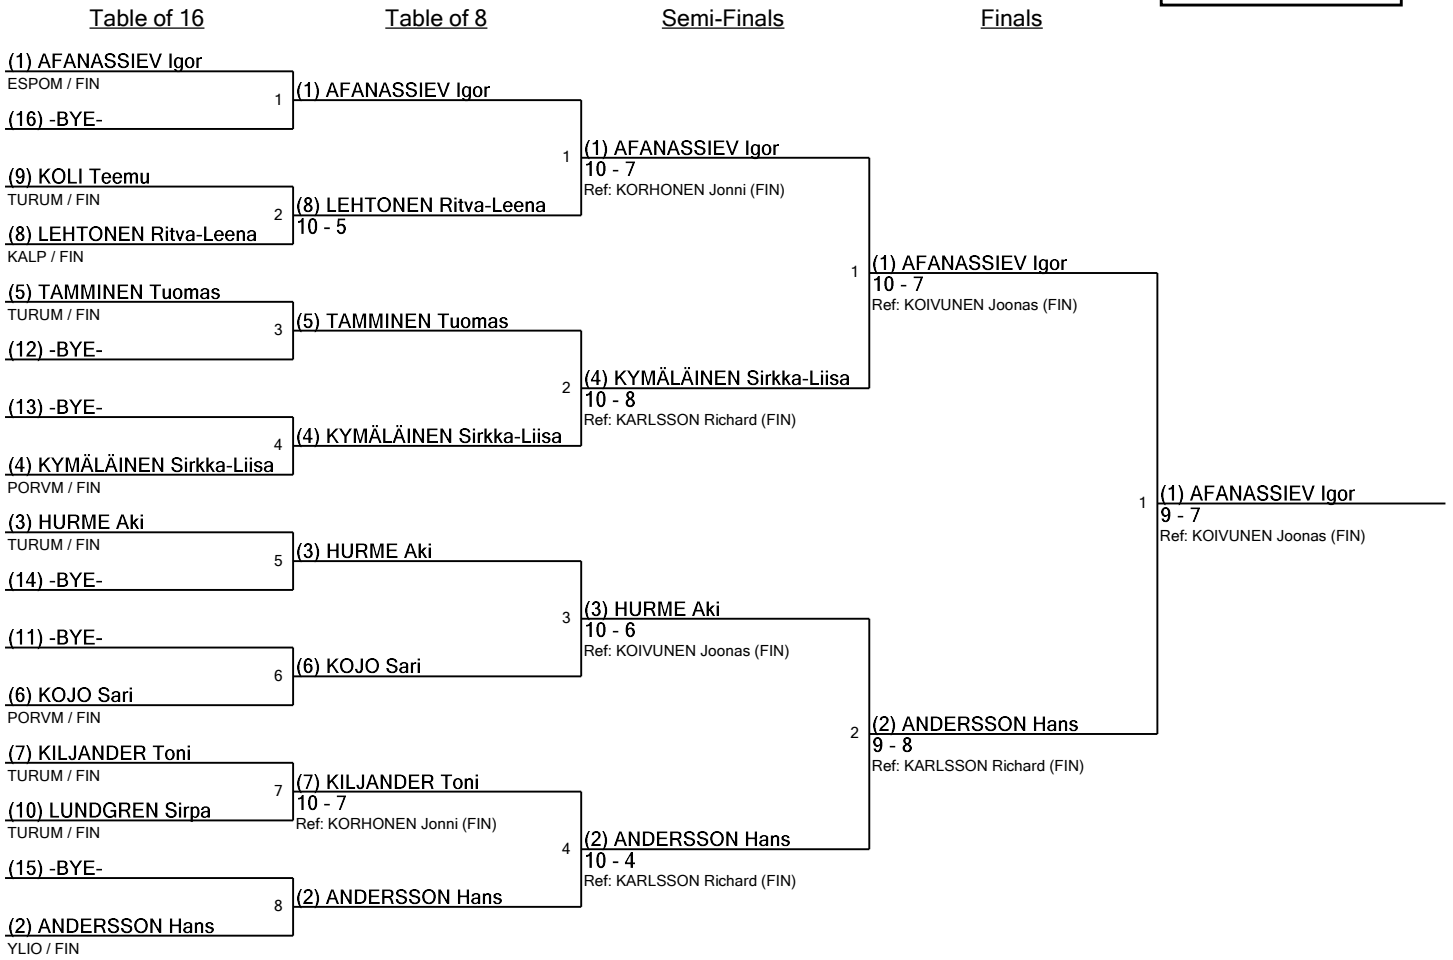 Table of 16
Table of 8
Semi-Finals
Finals
(1) AFANASSIEV Igor
ESPOM / FIN
1
(16) -BYE-
(9) KOLI Teemu
TURUM / FIN
2
(8) LEHTONEN Ritva-Leena
KALP / FIN
(5) TAMMINEN Tuomas
TURUM / FIN
3
(12) -BYE-
(13) -BYE-
4
(4) KYMÄLÄINEN Sirkka-Liisa
PORVM / FIN
(3) HURME Aki
TURUM / FIN
5
(14) -BYE-
(11) -BYE-
6
(6) KOJO Sari
PORVM / FIN
(7) KILJANDER Toni
TURUM / FIN
7
(10) LUNDGREN Sirpa
TURUM / FIN
(15) -BYE-
8
(2) ANDERSSON Hans
YLIO / FIN
(1) AFANASSIEV Igor
1
(8) LEHTONEN Ritva-Leena
10 - 5
(5) TAMMINEN Tuomas
2
(4) KYMÄLÄINEN Sirkka-Liisa
(3) HURME Aki
3
(6) KOJO Sari
(7) KILJANDER Toni
10 - 7
Ref: KORHONEN Jonni (FIN)
4
(2) ANDERSSON Hans
(1) AFANASSIEV Igor
10 - 7
Ref: KORHONEN Jonni (FIN)
1
(4) KYMÄLÄINEN Sirkka-Liisa
10 - 8
Ref: KARLSSON Richard (FIN)
(3) HURME Aki
10 - 6
Ref: KOIVUNEN Joonas (FIN)
2
(2) ANDERSSON Hans
10 - 4
Ref: KARLSSON Richard (FIN)
(1) AFANASSIEV Igor
10 - 7
Ref: KOIVUNEN Joonas (FIN)
1
(2) ANDERSSON Hans
9 - 8
Ref: KARLSSON Richard (FIN)
(1) AFANASSIEV Igor
9 - 7
Ref: KOIVUNEN Joonas (FIN)